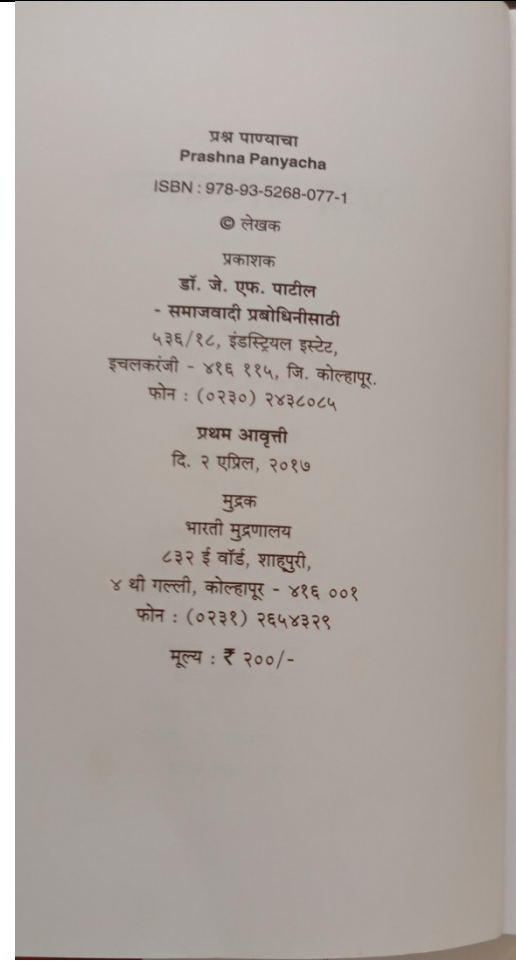 प्रश्न पाण्याचा
Prashna Panyacha
ISBN : 978-93-5268-077-1
© लेखक
प्रकाशक
डॉ. जे. एफ. पाटील
- समाजवादी प्रबोधिनीसाठी
५३६/१८, इंडस्ट्रियल इस्टेट,
इचलकरंजी - ४१६ ११५, जि. कोल्हापूर.
फोन : (०२३०) २४३८०८५
प्रथम आवृत्ती
दि. २ एप्रिल, २०१७
मुद्रक
भारती मुद्रणालय
८३२ ई वॉर्ड, शाहूपुरी,
४ थी गल्ली, कोल्हापूर - ४१६ ००१
फोन : (०२३१) २६५४३२९
मूल्य : ₹ २००/-